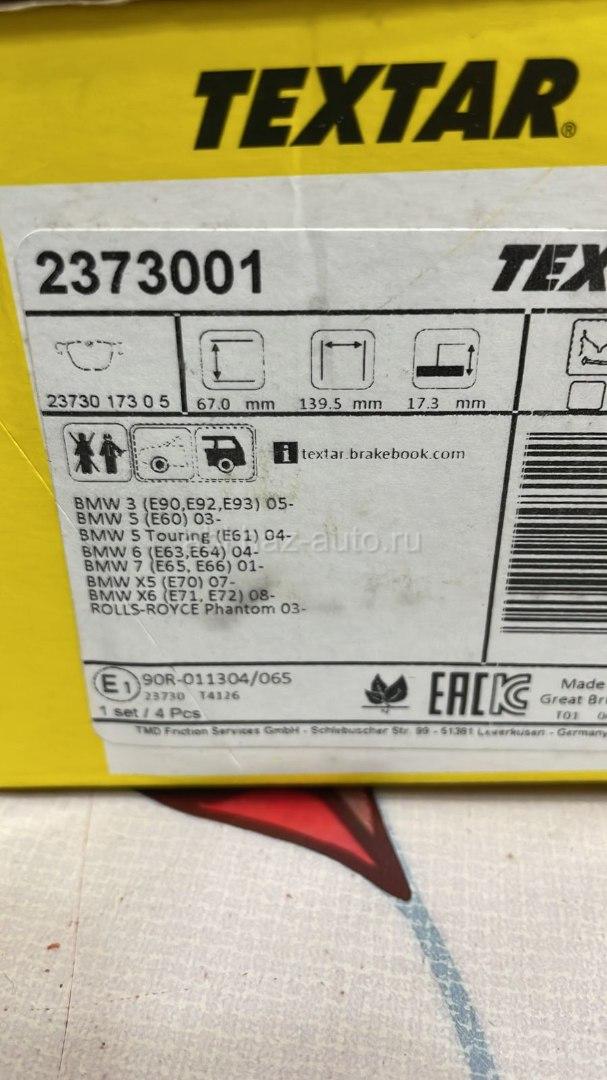 TEXTAR®
2373001
TEX
23730 173 0 5
67.0 mm
139.5 mm
17.3 mm
i textar.brakebook.com
BMW 3 (E90,E92,E93) 05-
BMW 5 (E60) 03-
BMW 5 Touring (E61) 04-
BMW 6 (E63,E64) 04-
BMW 7 (E65, E66) 01-
BMW X5 (E70) 07-
BMW X6 (E71, E72) 08-
ROLLS-ROYCE Phantom 03-
az-auto.ru
E1 90R-011304/065
23730 T4126
1 set / 4 Pcs
EAC KC
Made
Great Bri
T01
TMD Friction Services GmbH - Schlebuscher Str. 99 - 51381 Leverkusen - Germany